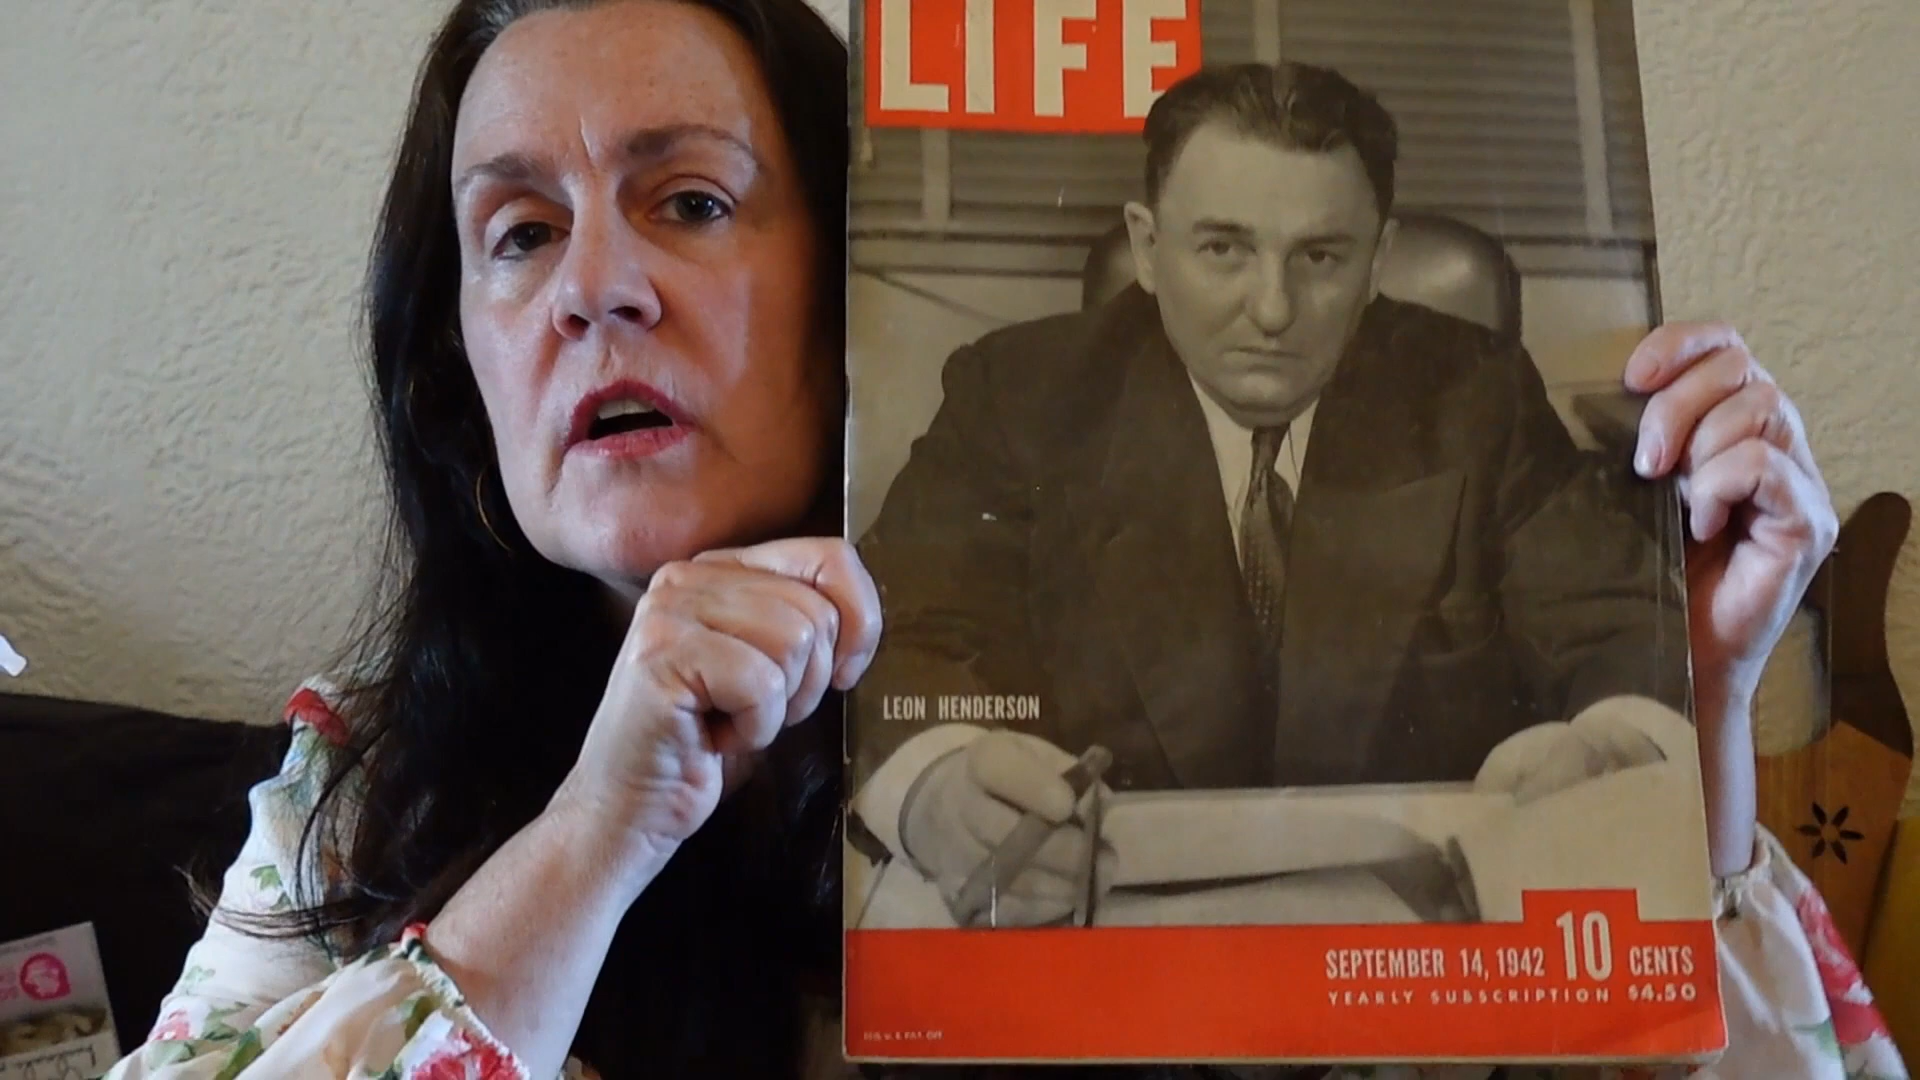 LIFE
LEON HENDERSON
SEPTEMBER 14, 1942 10 CENTS
YEARLY SUBSCRIPTION $4.50